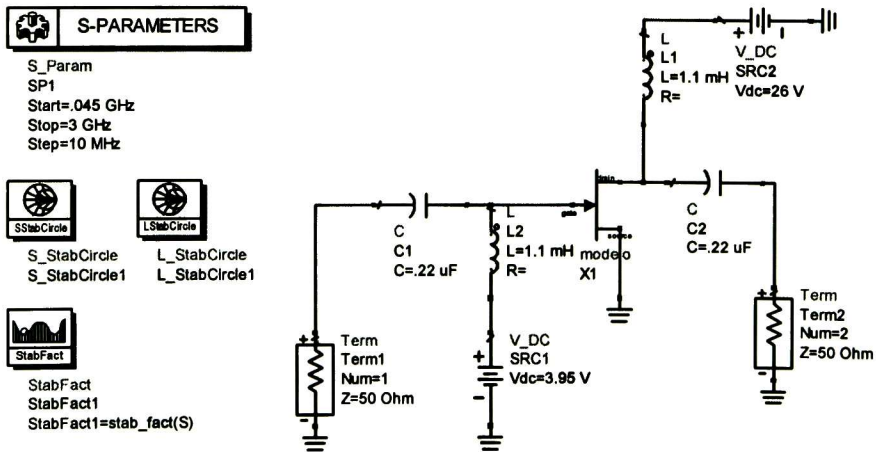 S-PARAMETERS
S_Param
SP1
Start=.045 GHz
Stop=3 GHz
Step=10 MHz
SStabCircle
S_StabCircle
S_StabCircle1
LStabCircle
L_StabCircle
L_StabCircle1
StabFact
StabFact
StabFact1
StabFact1=stab_fact(S)
+
Term
Term1
Num=1
Z=50 Ohm
-
C
C1
C=.22 uF
L
L2
L=1.1 mH
R=
+
V_DC
SRC1
Vdc=3.95 V
-
gate
drain
source
modelo
X1
L
L1
L=1.1 mH
R=
+
-
V_DC
SRC2
Vdc=26 V
C
C2
C=.22 uF
+
Term
Term2
Num=2
Z=50 Ohm
-